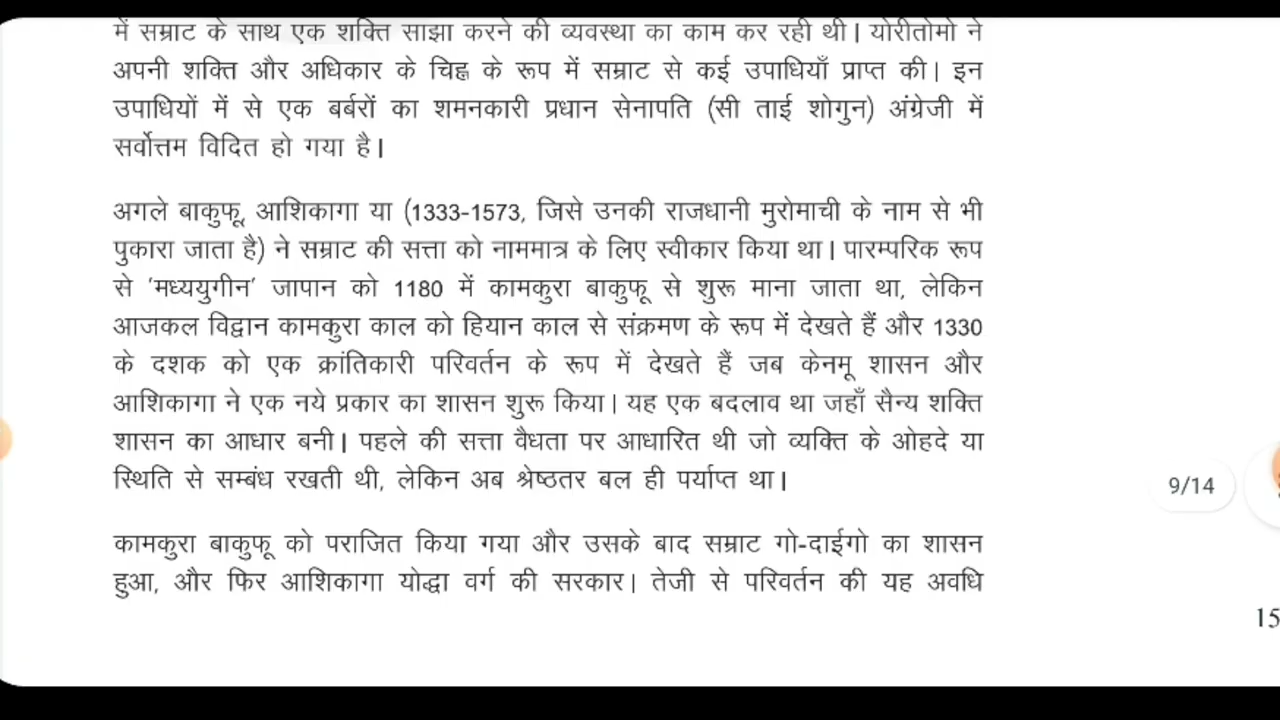 में सम्राट के साथ एक शक्ति साझा करने की व्यवस्था का काम कर रही थी। योरीतोमो ने
अपनी शक्ति और अधिकार के चिह्न के रूप में सम्राट से कई उपाधियाँ प्राप्त की। इन
उपाधियों में से एक बर्बरों का शमनकारी प्रधान सेनापति (सी ताई शोगुन) अंग्रेजी में
सर्वोत्तम विदित हो गया है।
अगले बाकुफू, आशिकागा या (1333-1573, जिसे उनकी राजधानी मुरोमाची के नाम से भी
पुकारा जाता है) ने सम्राट की सत्ता को नाममात्र के लिए स्वीकार किया था। पारम्परिक रूप
से 'मध्ययुगीन' जापान को 1180 में कामकुरा बाकुफू से शुरू माना जाता था, लेकिन
आजकल विद्वान कामकुरा काल को हियान काल से संक्रमण के रूप में देखते हैं और 1330
के दशक को एक क्रांतिकारी परिवर्तन के रूप में देखते हैं जब केनमू शासन और
आशिकागा ने एक नये प्रकार का शासन शुरू किया। यह एक बदलाव था जहाँ सैन्य शक्ति
शासन का आधार बनी। पहले की सत्ता वैधता पर आधारित थी जो व्यक्ति के ओहदे या
स्थिति से सम्बंध रखती थी, लेकिन अब श्रेष्ठतर बल ही पर्याप्त था।
9/14
कामकुरा बाकुफू को पराजित किया गया और उसके बाद सम्राट गो-दाईगो का शासन
हुआ, और फिर आशिकागा योद्धा वर्ग की सरकार। तेजी से परिवर्तन की यह अवधि
15